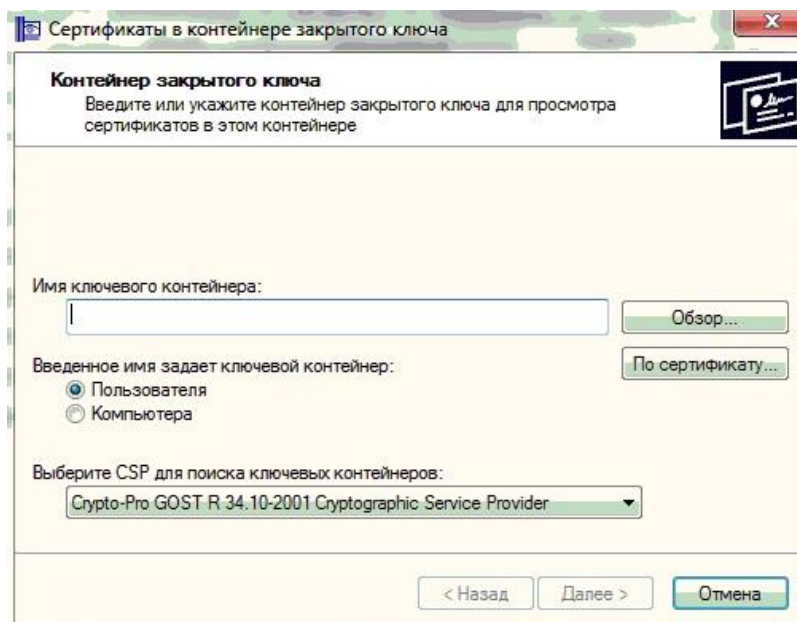 Сертификаты в контейнере закрытого ключа
Контейнер закрытого ключа
Введите или укажите контейнер закрытого ключа для просмотра
сертификатов в этом контейнере
Имя ключевого контейнера:
Обзор...
Введенное имя задает ключевой контейнер:
По сертификату...
Пользователя
Компьютера
Выберите CSP для поиска ключевых контейнеров:
Crypto-Pro GOST R 34.10-2001 Cryptographic Service Provider
< Назад
Далее >
Отмена